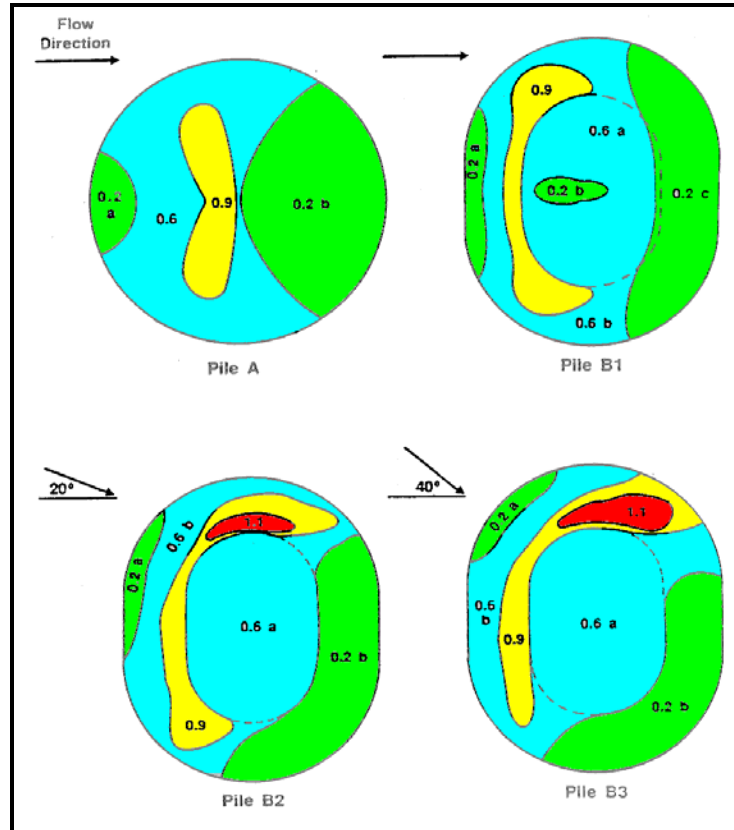 Flow
Direction
0.2
a
0.6
0.9
0.2 b
Pile A
0.9
0.6 a
0.2 a
0.2 b
0.2 c
0.6 b
Pile B1
20°
0.2 a
0.6 b
1.1
0.6 a
0.2 b
0.9
Pile B2
40°
0.2 a
1.1
0.6
b
0.9
0.6 a
0.2 b
Pile B3